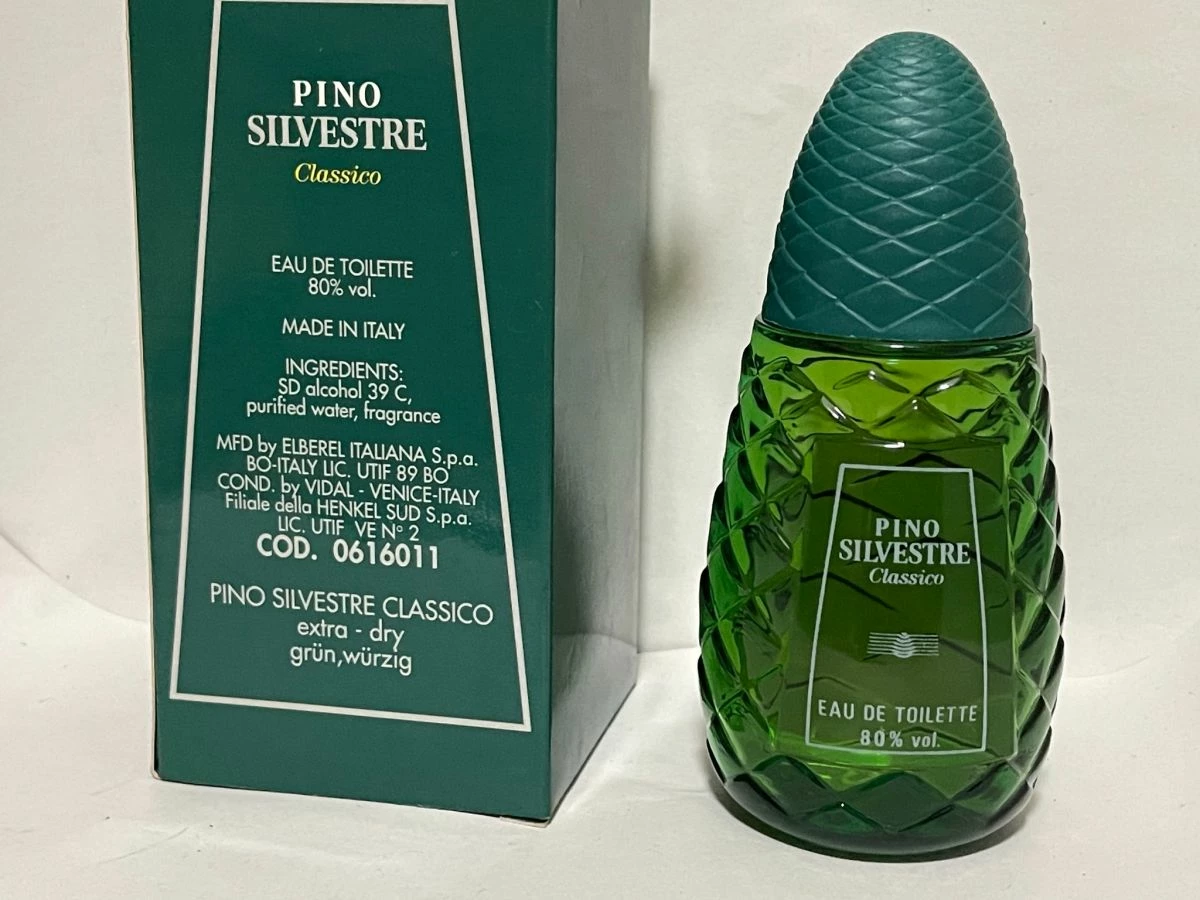 PINO
SILVESTRE
Classico
EAU DE TOILETTE
80% vol.
MADE IN ITALY
INGREDIENTS:
SD alcohol 39 C,
purified water, fragrance
MFD by ELBEREL ITALIANA S.p.a.
BO-ITALY LIC. UTIF 89 BO
COND. by VIDAL - VENICE-ITALY
Filiale della HENKEL SUD S.p.a.
LIC. UTIF VE N° 2
COD. 0616011
PINO SILVESTRE CLASSICO
extra - dry
grün,würzig
PINO
SILVESTRE
Classico
EAU DE TOILETTE
80% vol.